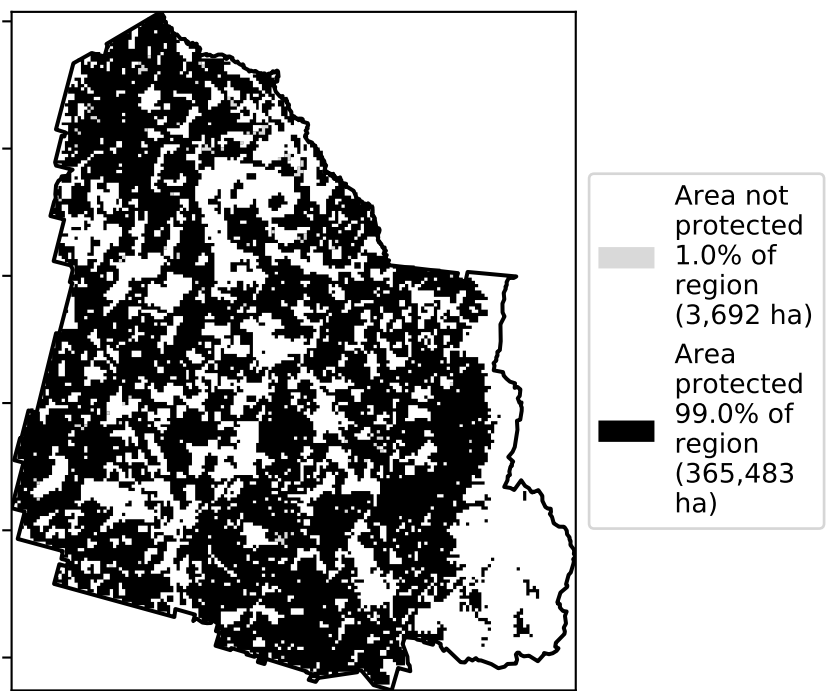 Area not
protected
1.0% of
region
(3,692 ha)
Area
protected
99.0% of
region
(365,483
ha)